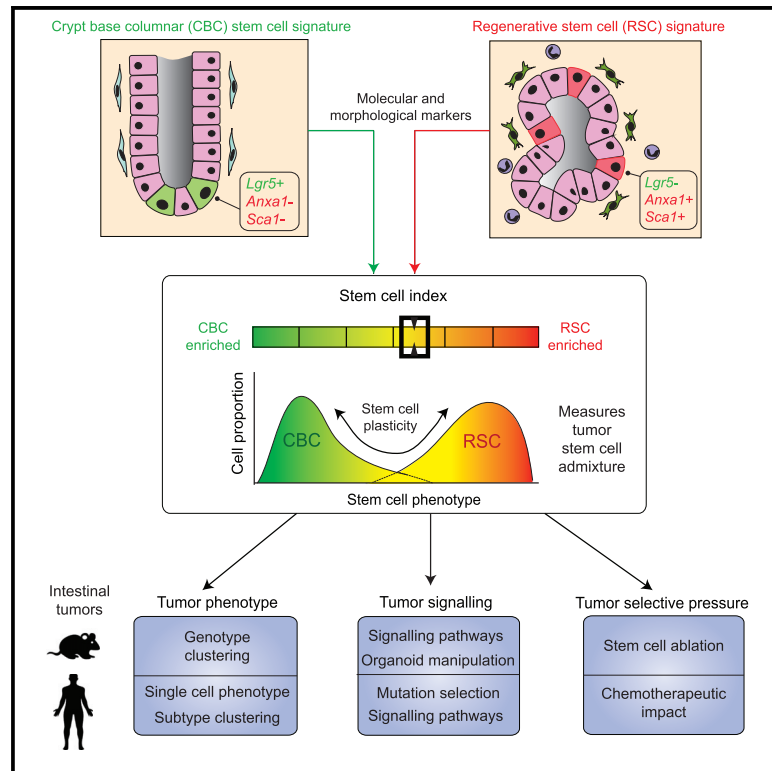 Crypt base columnar (CBC) stem cell signature
Regenerative stem cell (RSC) signature
Molecular and
morphological markers
Lgr5+
Anxa1-
Sca1-
Lgr5-
Anxa1+
Sca1+
Stem cell index
CBC
enriched
RSC
enriched
Cell proportion
Stem cell
plasticity
CBC
RSC
Measures
tumor
stem cell
admixture
Stem cell phenotype
Intestinal
tumors
Tumor phenotype
Genotype
clustering
Single cell phenotype
Subtype clustering
Tumor signalling
Signalling pathways
Organoid manipulation
Mutation selection
Signalling pathways
Tumor selective pressure
Stem cell ablation
Chemotherapeutic
impact